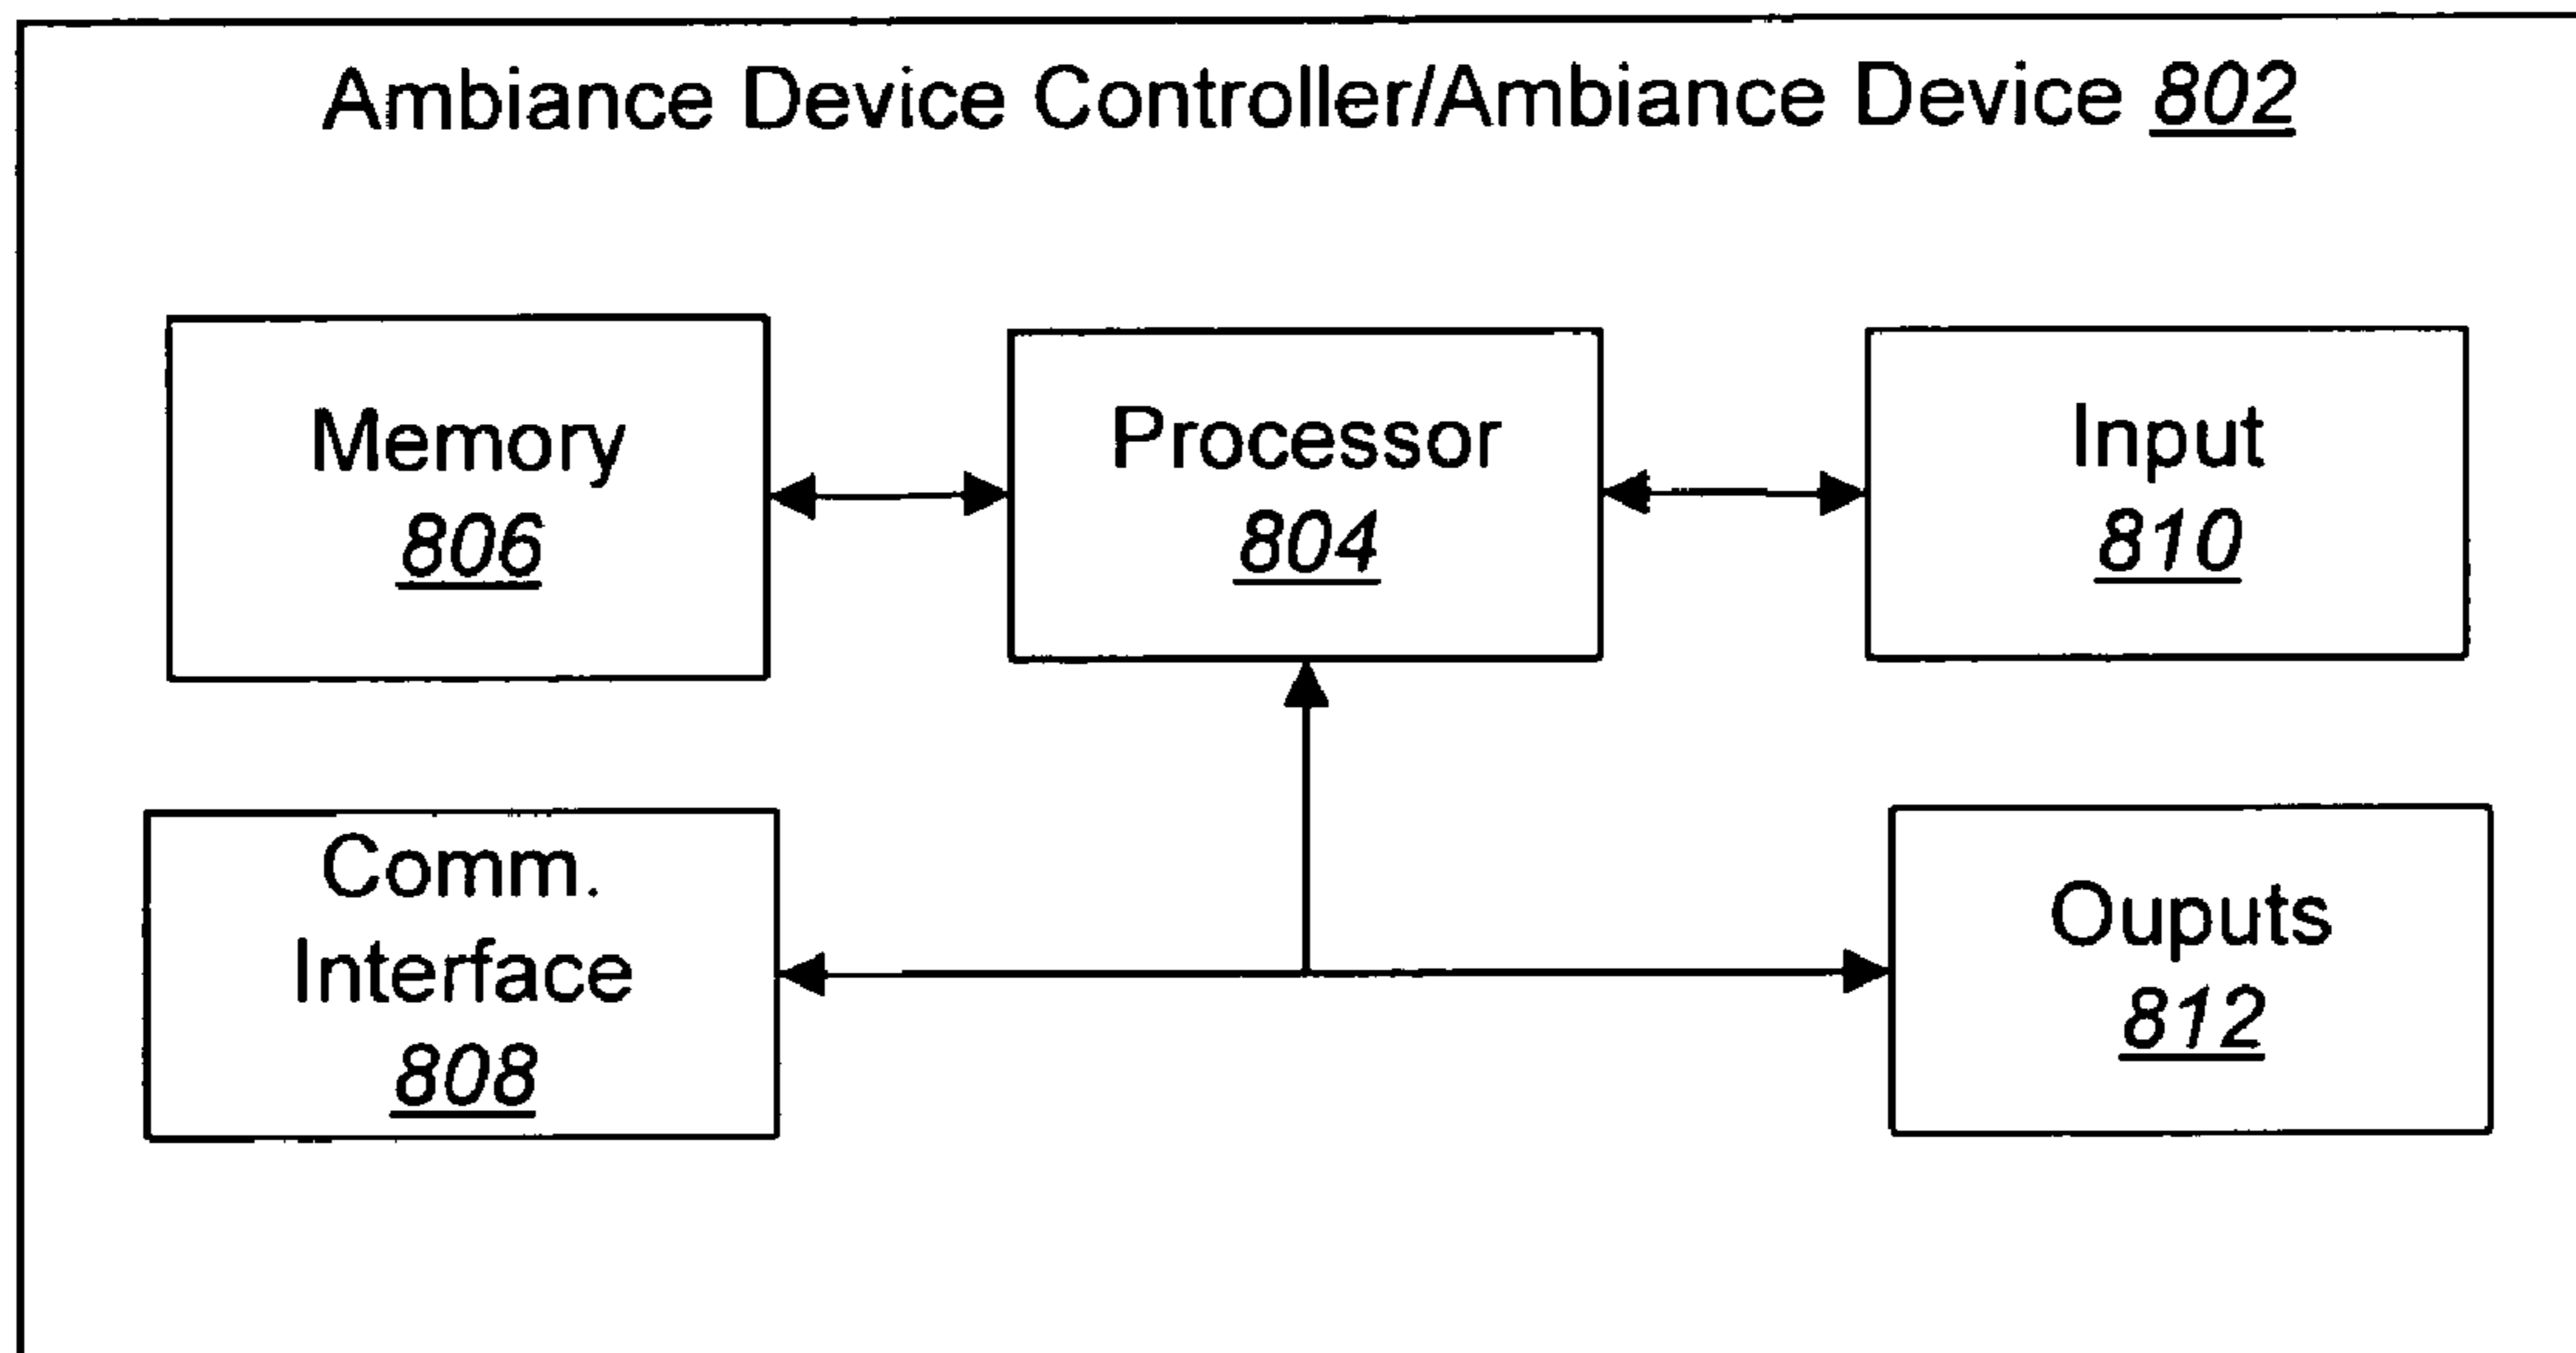 Ambiance Device Controller/Ambiance Device 802
Memory
806
Processor
804
Input
810
Comm.
Interface
808
Ouputs
812